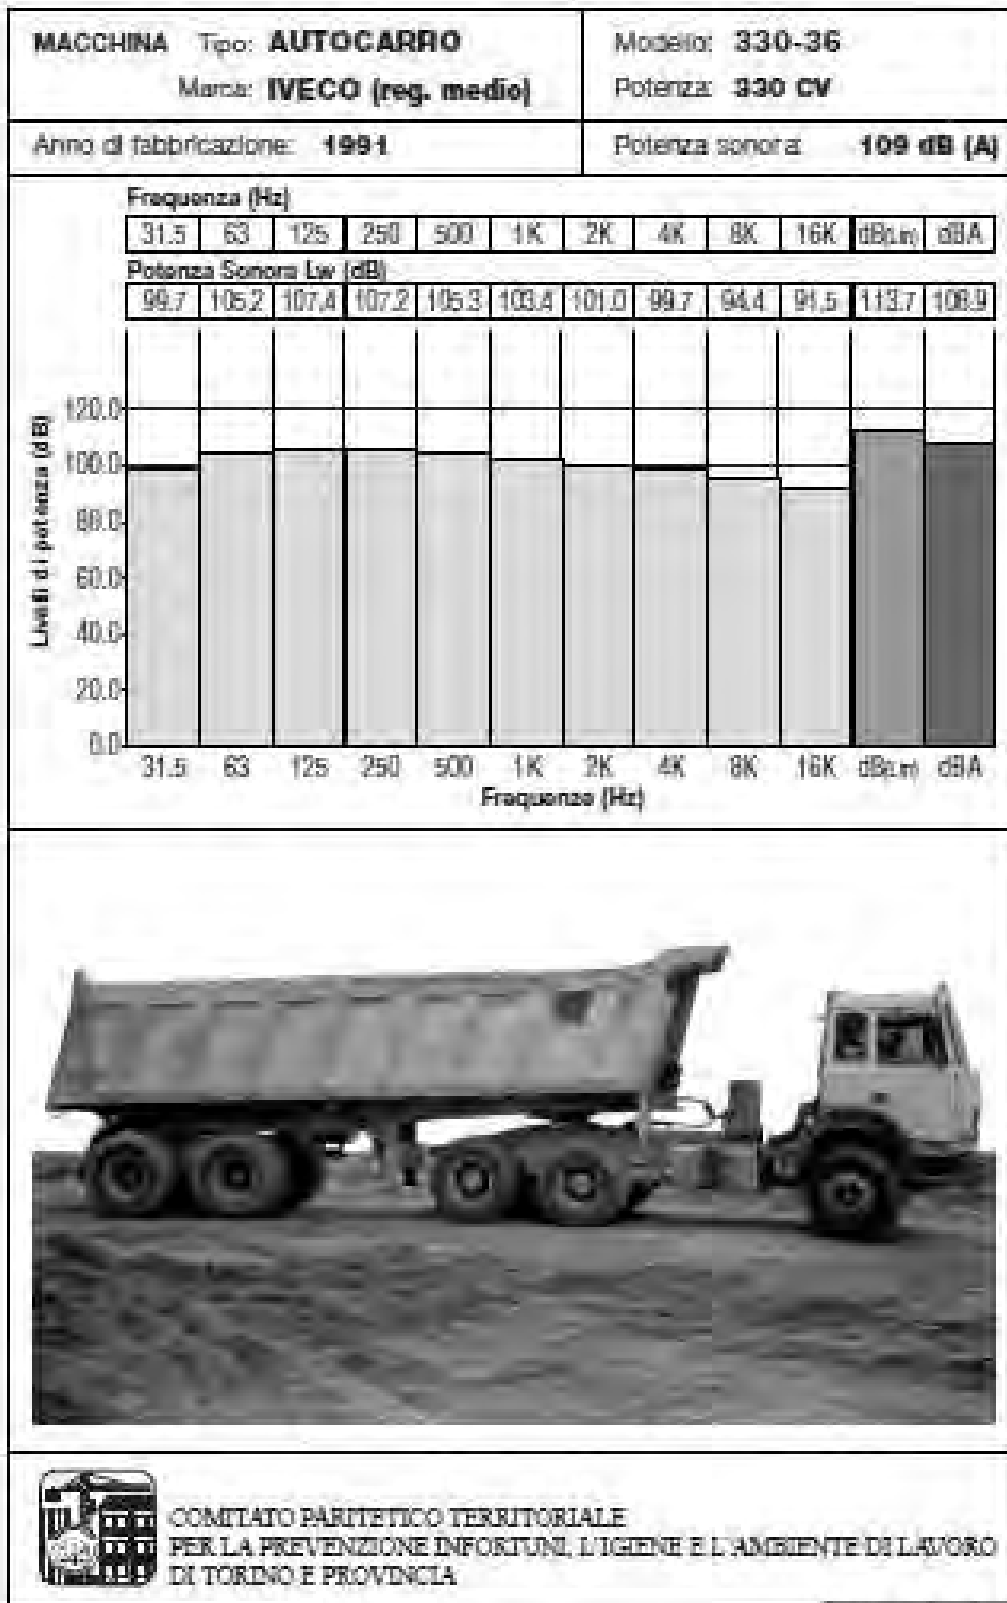 MACCHINA Tipo: AUTOCARRO
Marca: IVECO (reg. medio)
Modello: 330-36
Potenza: 330 CV
Anno di fabbricazione: 1991
Potenza sonora: 109 dB (A)
Frequenza (Hz)
31.5 63 125 250 500 1K 2K 4K 8K 16K dB(Lin) dBA
Potenza Sonora Lw (dB)
99.7 105.2 107.4 107.2 105.3 103.4 101.0 99.7 94.4 91.5 113.7 108.9
Livelli di potenza (dB)
120.0
100.0
80.0
60.0
40.0
20.0
0.0
31.5 63 125 250 500 1K 2K 4K 8K 16K dB(Lin) dBA
Frequenze (Hz)
COMITATO PARITETICO TERRITORIALE
PER LA PREVENZIONE INFORTUNI, L'IGIENE E L'AMBIENTE DI LAVORO
DI TORINO E PROVINCIA